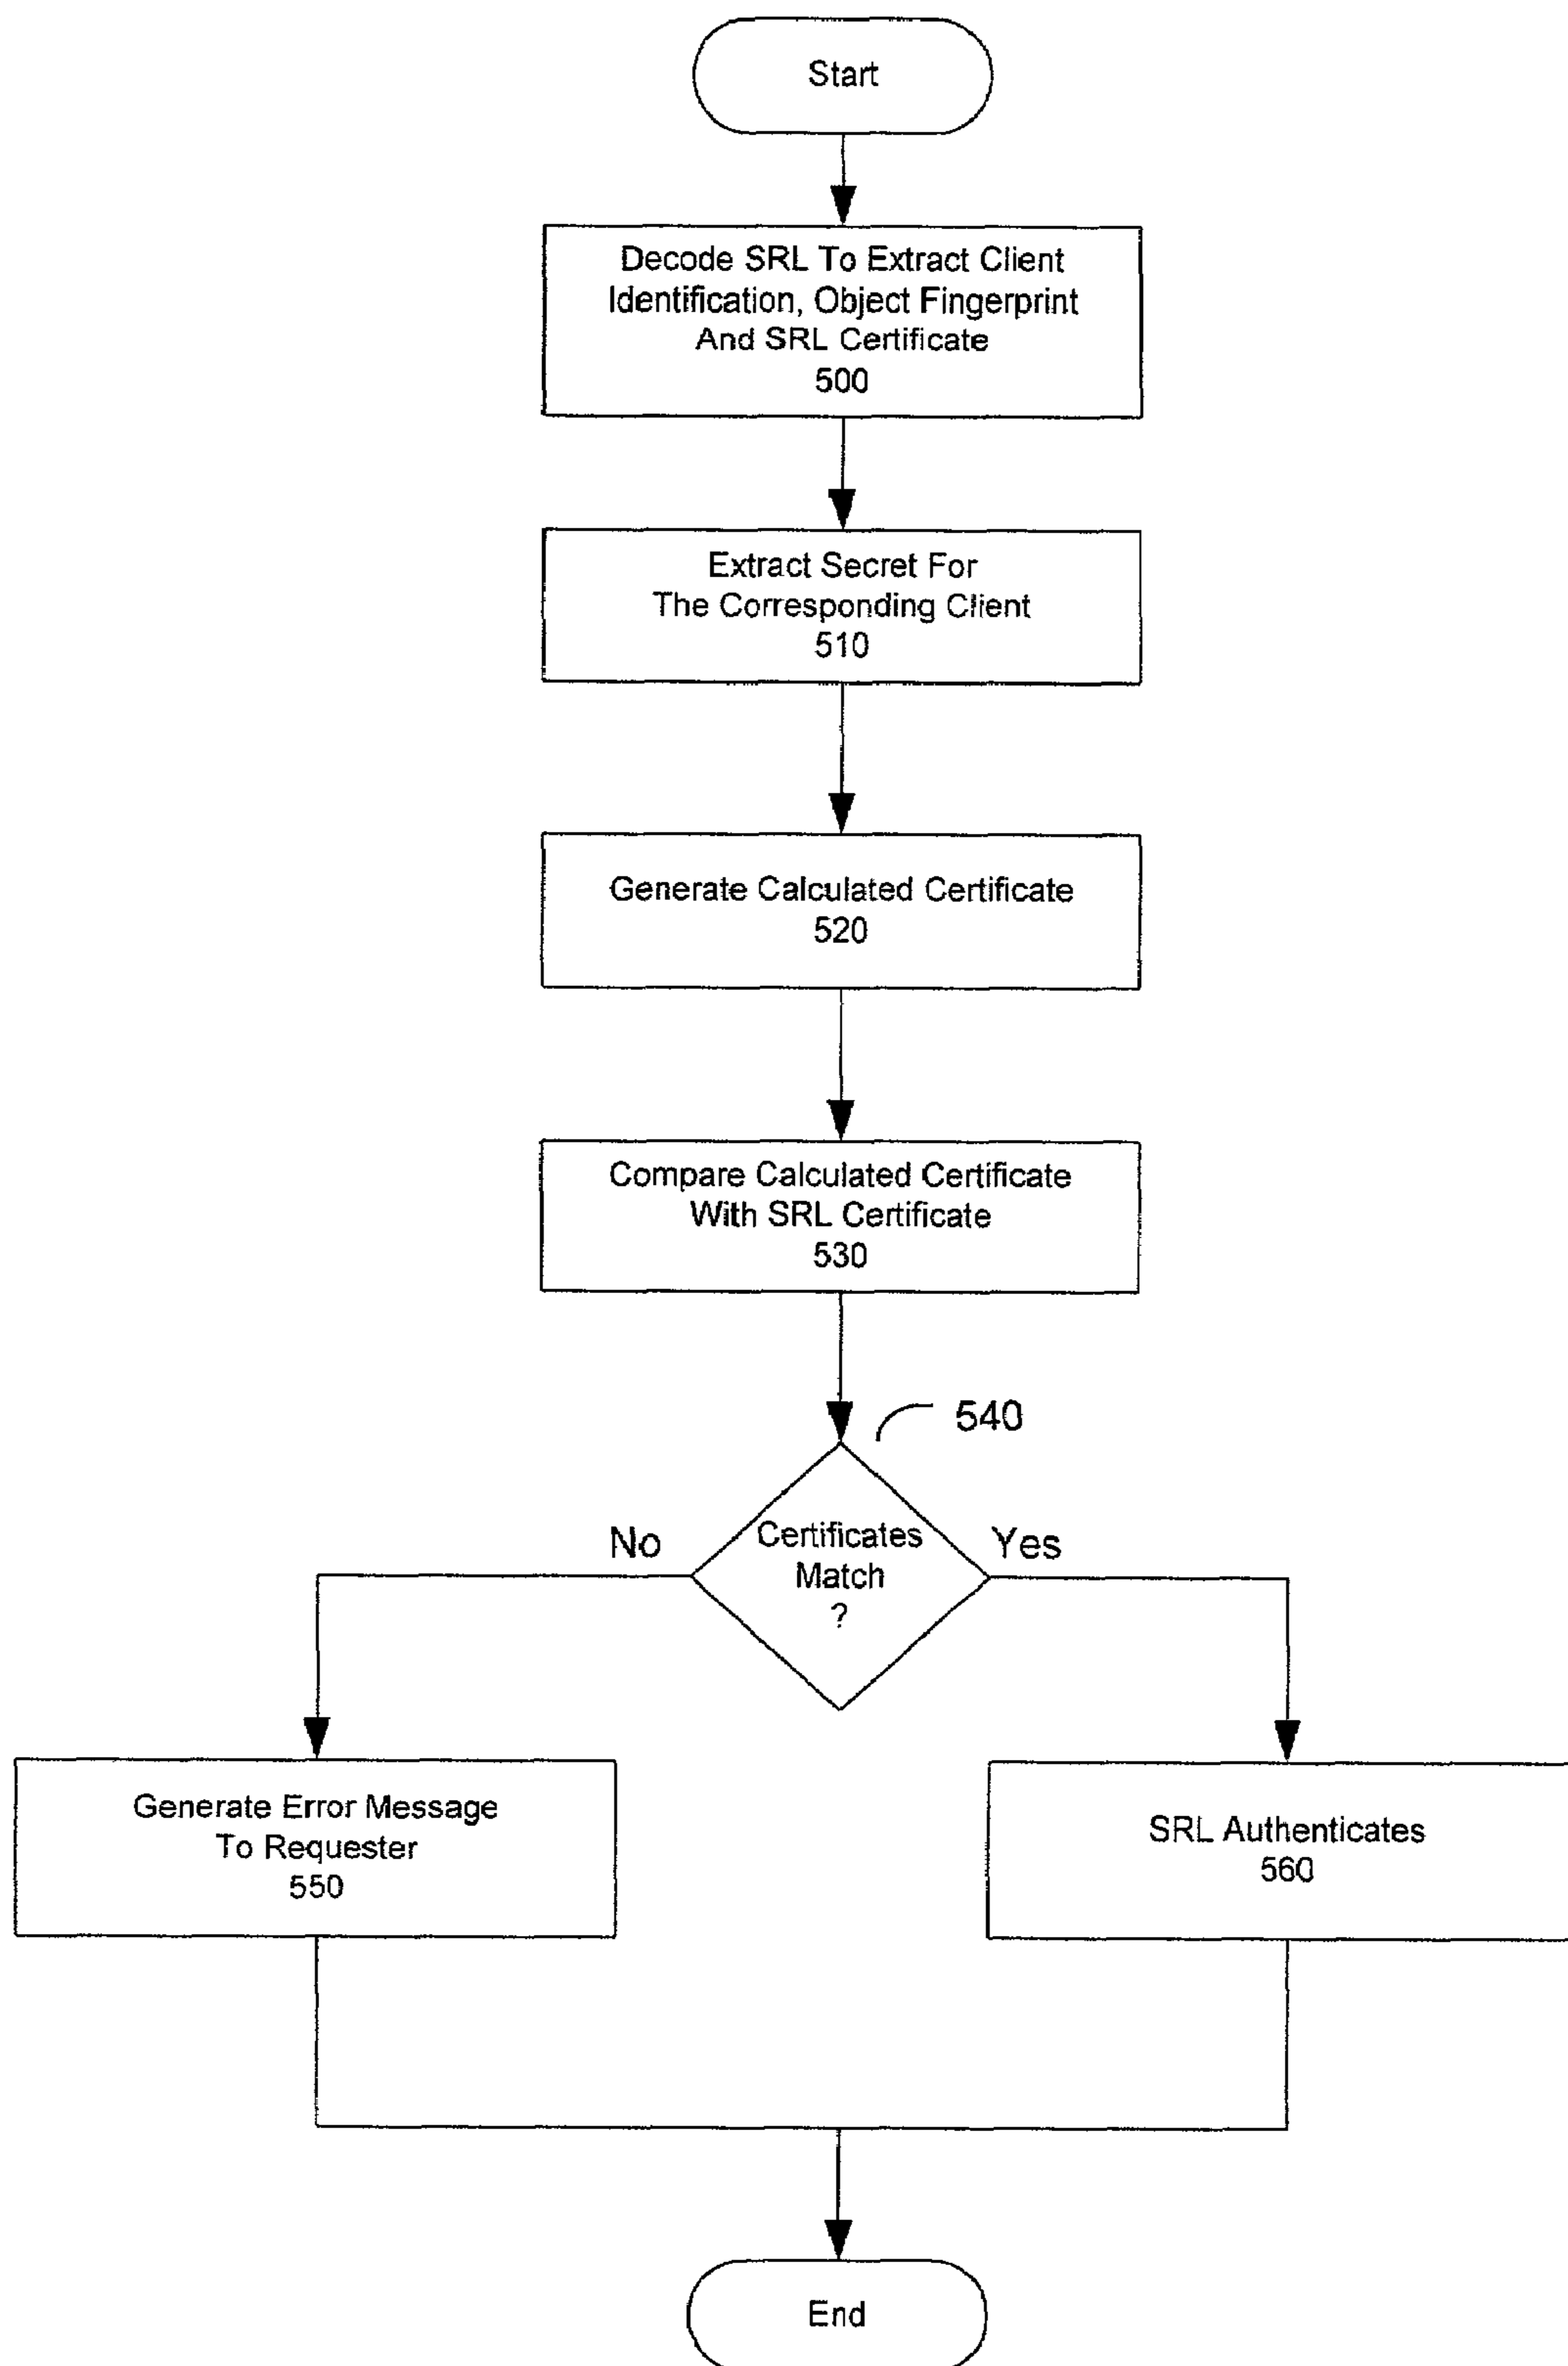 Start
Decode SRL To Extract Client
Identification, Object Fingerprint
And SRL Certificate
500
Extract Secret For
The Corresponding Client
510
Generate Calculated Certificate
520
Compare Calculated Certificate
With SRL Certificate
530
540
Certificates
Match
?
No
Yes
Generate Error Message
To Requester
550
SRL Authenticates
560
End